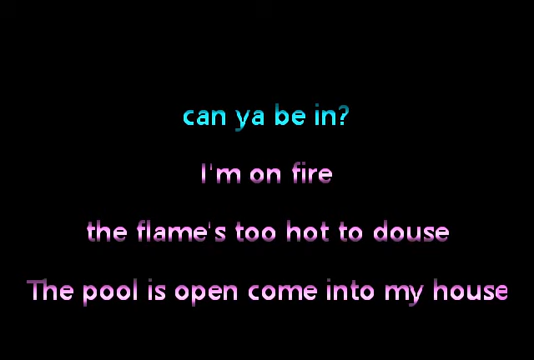 can ya be in?
I'm on fire
the flame's too hot to douse
The pool is open come into my house